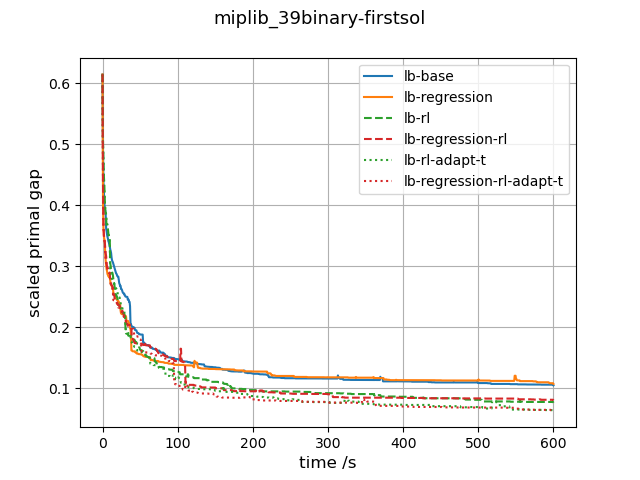 miplib_39binary-firstsol
lb-base
lb-regression
lb-rl
lb-regression-rl
lb-rl-adapt-t
lb-regression-rl-adapt-t
scaled primal gap
0.6
0.5
0.4
0.3
0.2
0.1
0 100 200 300 400 500 600
time /s